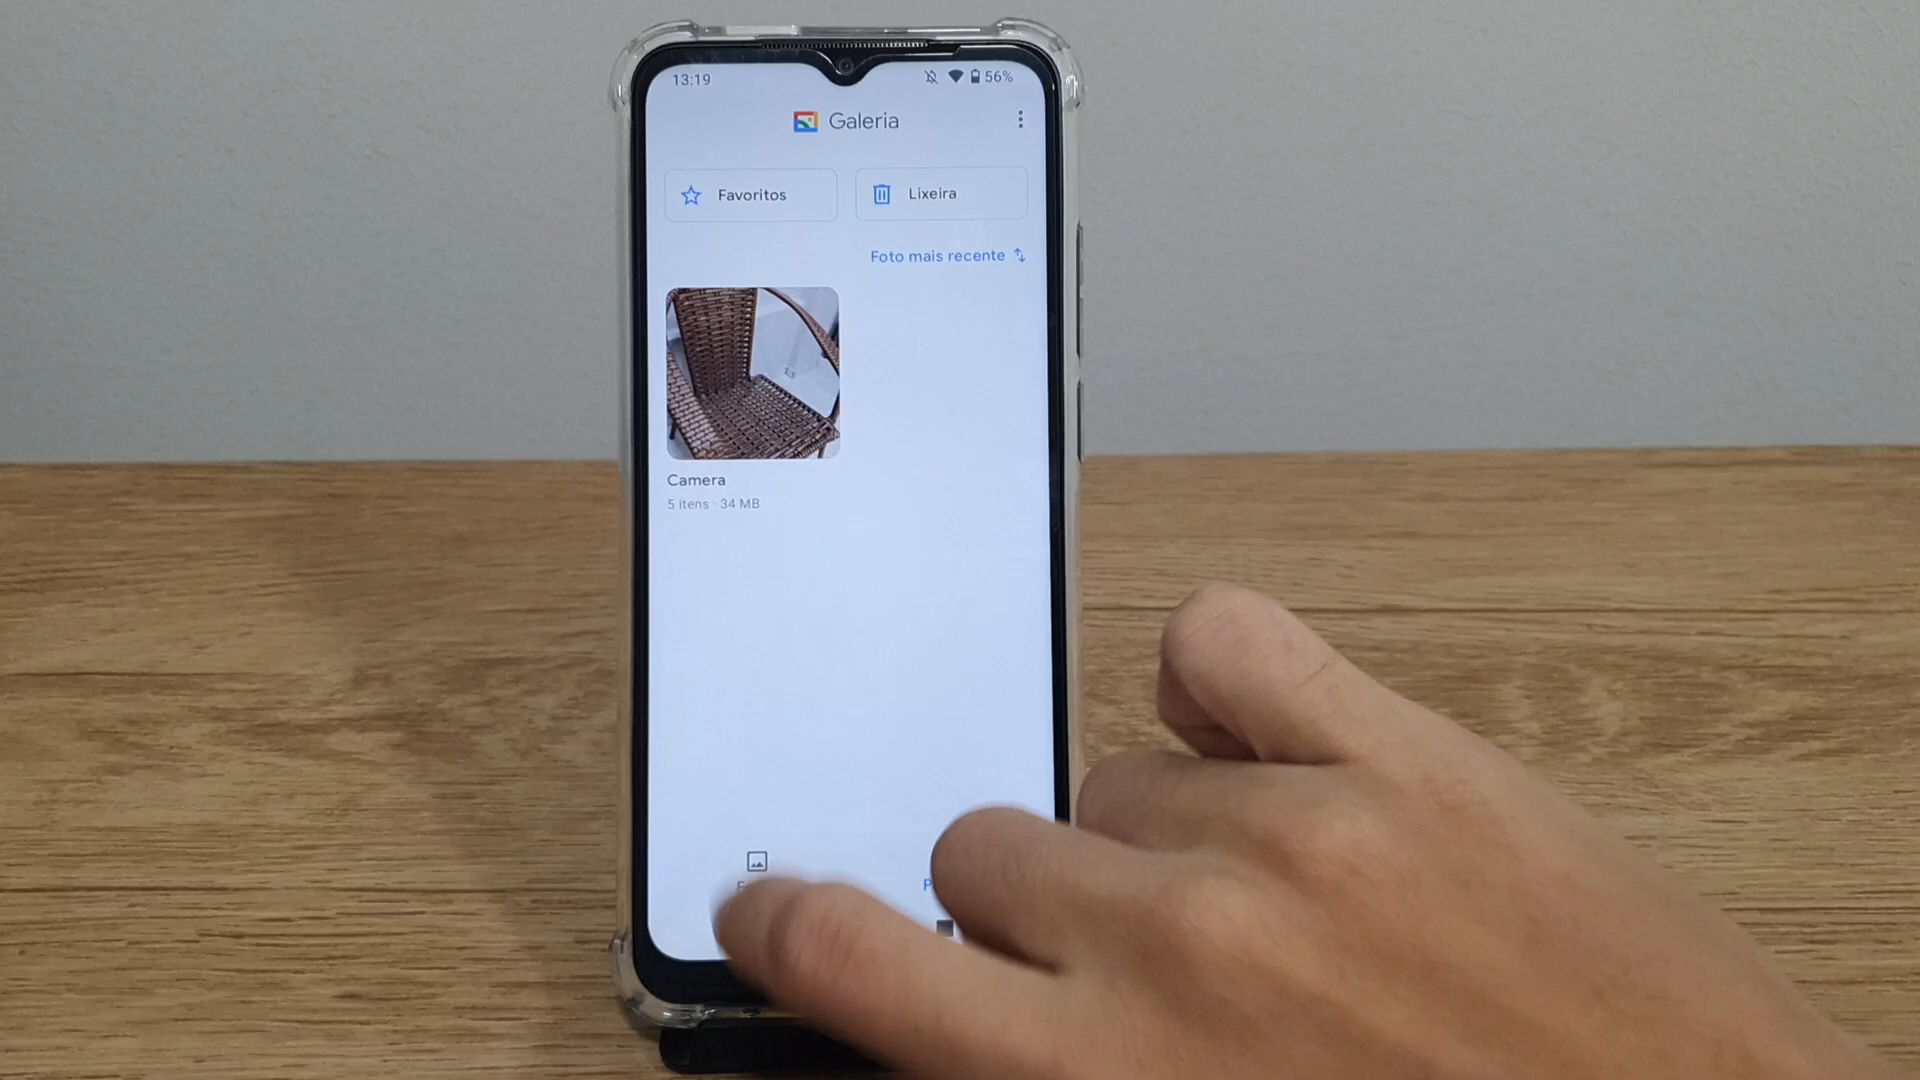 13:19
56%
Galeria
Favoritos
Lixeira
Foto mais recente
Camera
5 itens · 34 MB